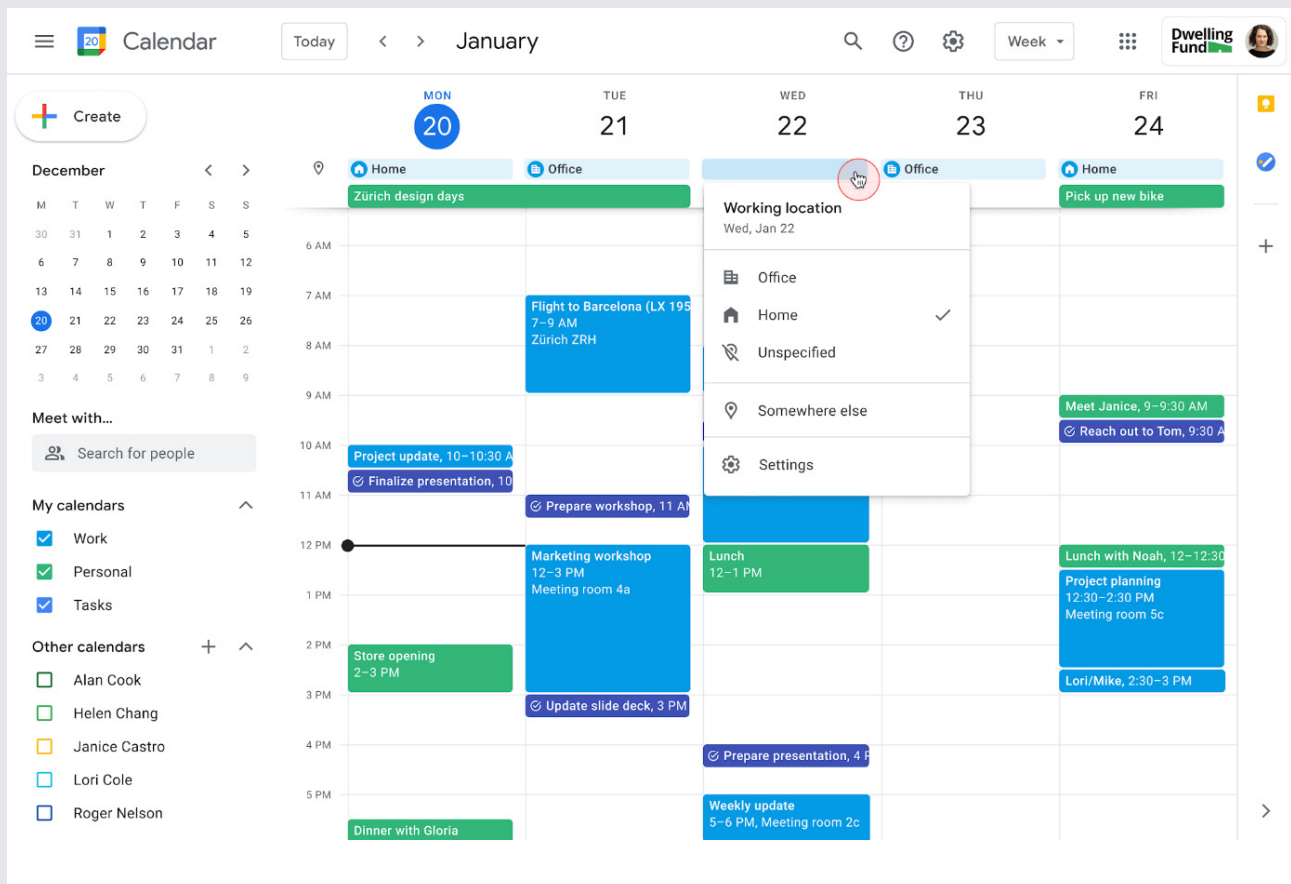 20 Calendar
Today
January
Week
Dwelling
Fund
Create
MON
20
TUE
21
WED
22
THU
23
FRI
24
Home
Office
Office
Home
Zürich design days
Pick up new bike
December
M T W T F S S
30 31 1 2 3 4 5
6 7 8 9 10 11 12
13 14 15 16 17 18 19
20 21 22 23 24 25 26
27 28 29 30 31 1 2
3 4 5 6 7 8 9
Meet with...
Search for people
My calendars
Work
Personal
Tasks
Other calendars
Alan Cook
Helen Chang
Janice Castro
Lori Cole
Roger Nelson
6 AM
7 AM
8 AM
9 AM
10 AM
11 AM
12 PM
1 PM
2 PM
3 PM
4 PM
5 PM
Project update, 10–10:30 A
Finalize presentation, 10
Store opening
2–3 PM
Dinner with Gloria
Flight to Barcelona (LX 195
7–9 AM
Zürich ZRH
Prepare workshop, 11 AM
Marketing workshop
12–3 PM
Meeting room 4a
Update slide deck, 3 PM
Working location
Wed, Jan 22
Office
Home
Unspecified
Somewhere else
Settings
Lunch
12–1 PM
Prepare presentation, 4 P
Weekly update
5–6 PM, Meeting room 2c
Meet Janice, 9–9:30 AM
Reach out to Tom, 9:30 A
Lunch with Noah, 12–12:30
Project planning
12:30–2:30 PM
Meeting room 5c
Lori/Mike, 2:30–3 PM